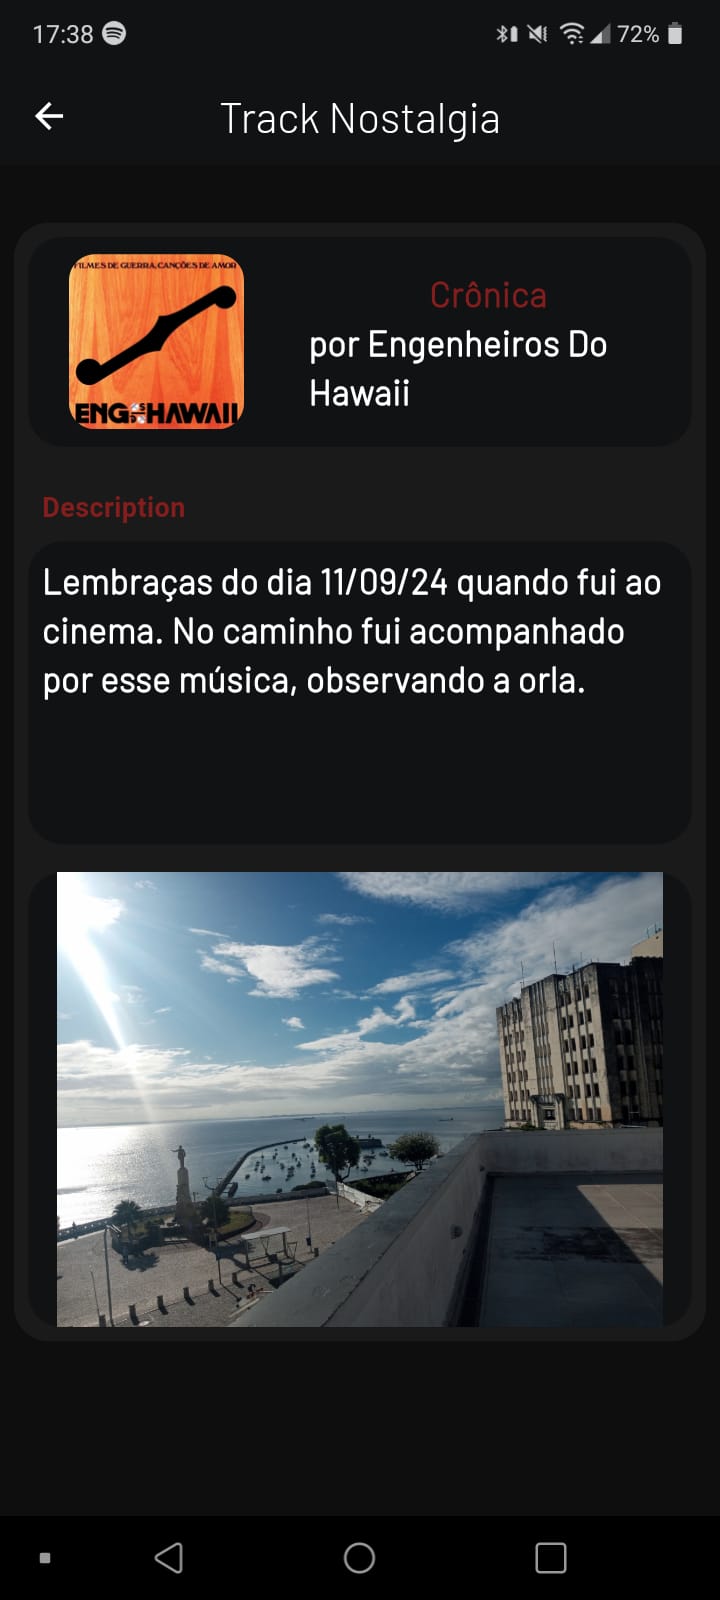 17:38
72%
Track Nostalgia
FILMES DE GUERRA, CANÇÕES DE AMOR
ENG HAWAII
Crônica
por Engenheiros Do
Hawaii
Description
Lembraças do dia 11/09/24 quando fui ao
cinema. No caminho fui acompanhado
por esse música, observando a orla.